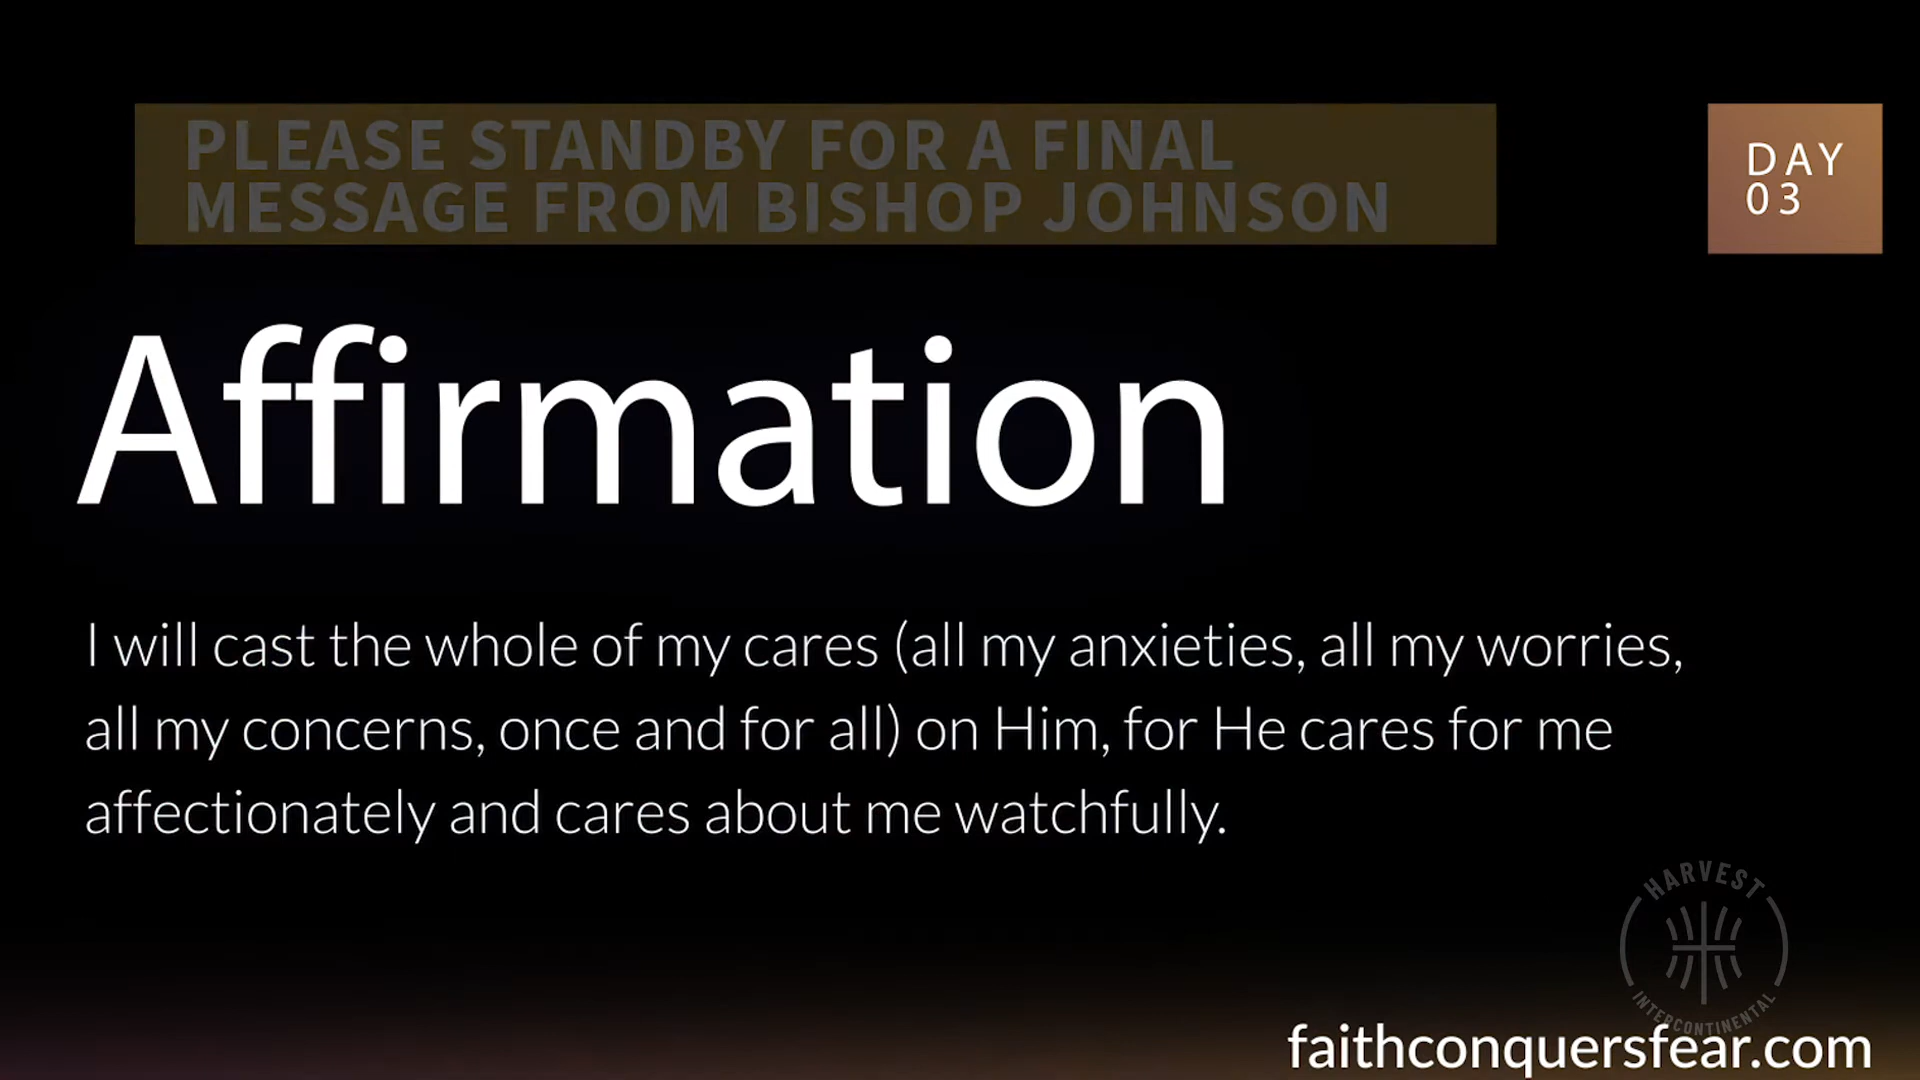 PLEASE STANDBY FOR A FINAL
MESSAGE FROM BISHOP JOHNSON
DAY
03
Affirmation
I will cast the whole of my cares (all my anxieties, all my worries,
all my concerns, once and for all) on Him, for He cares for me
affectionately and cares about me watchfully.
HARVEST
INTERCONTINENTAL
faithconquersfear.com